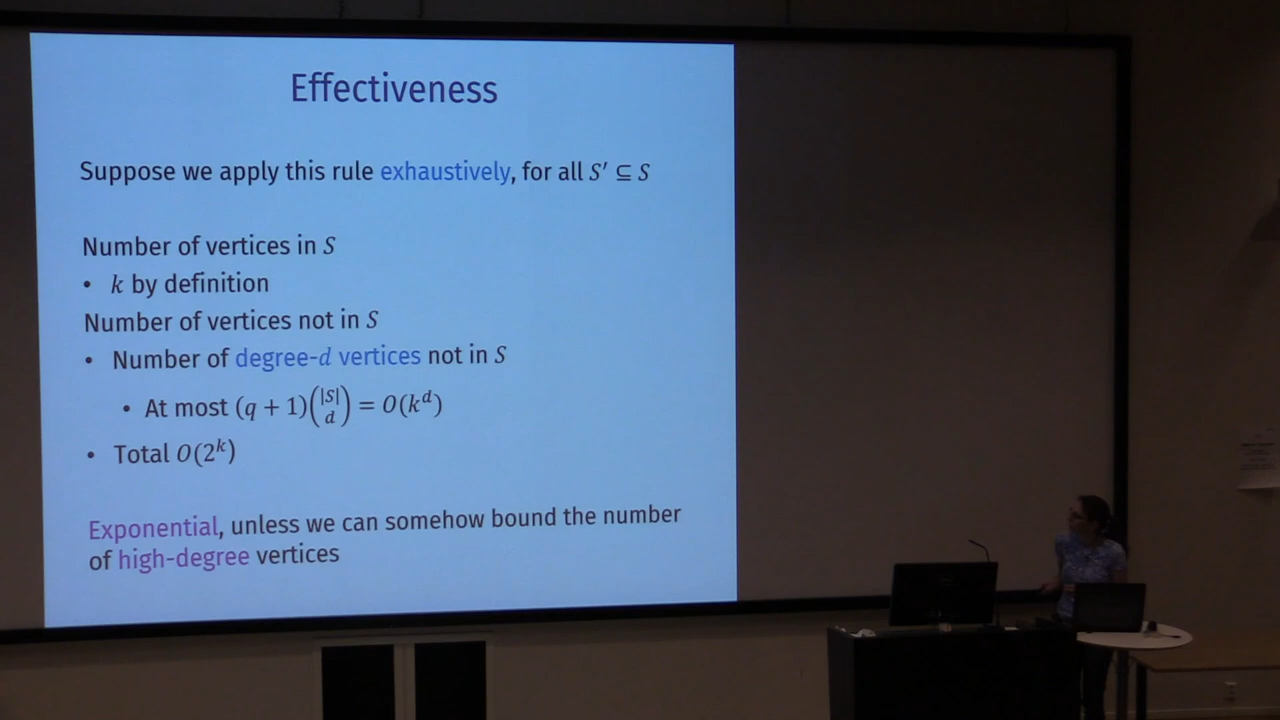 Effectiveness
Suppose we apply this rule exhaustively, for all S′ ⊆ S
Number of vertices in S
• k by definition
Number of vertices not in S
• Number of degree-d vertices not in S
• At most (q + 1)(|S| d) = O(k^d)
• Total O(2^k)
Exponential, unless we can somehow bound the number
of high-degree vertices